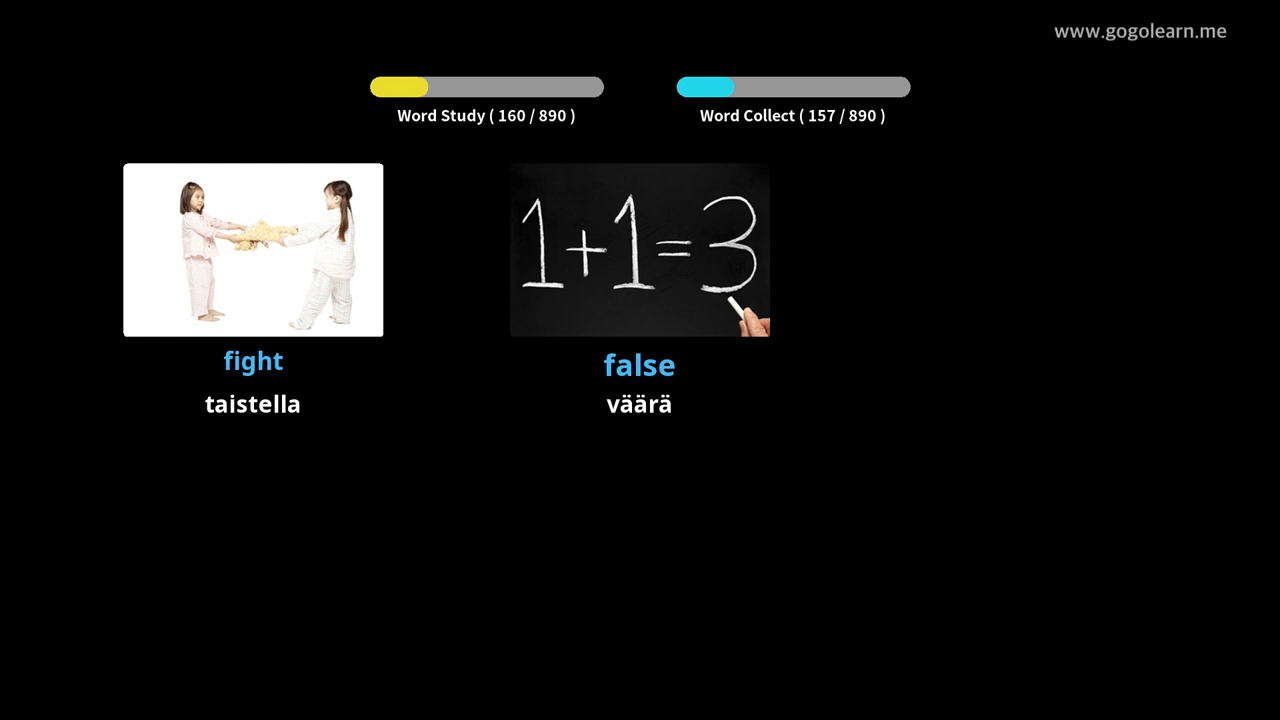 www.gogolearn.me
Word Study ( 160 / 890 )
Word Collect ( 157 / 890 )
1+1=3
fight
false
taistella
väärä